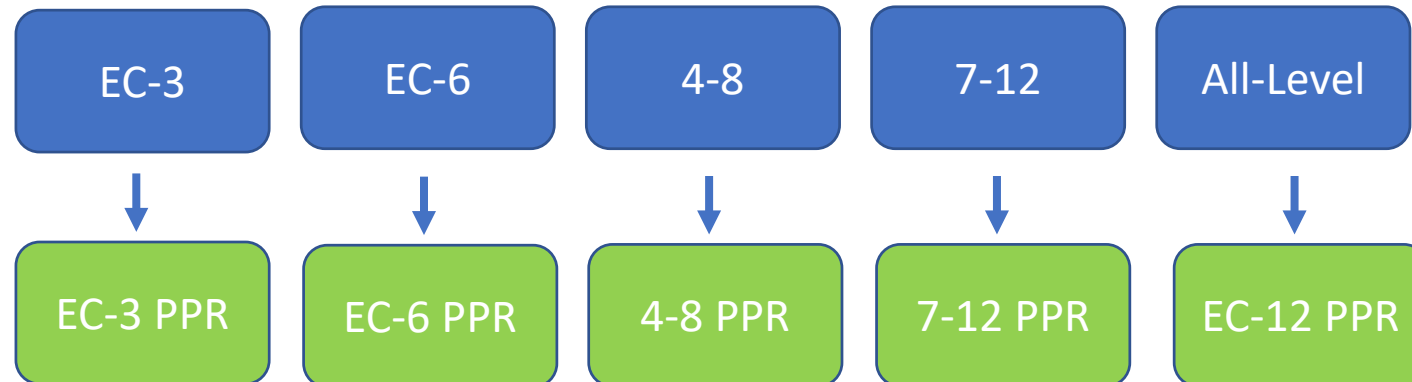 EC-3
EC-6
4-8
7-12
All-Level
EC-3 PPR
EC-6 PPR
4-8 PPR
7-12 PPR
EC-12 PPR